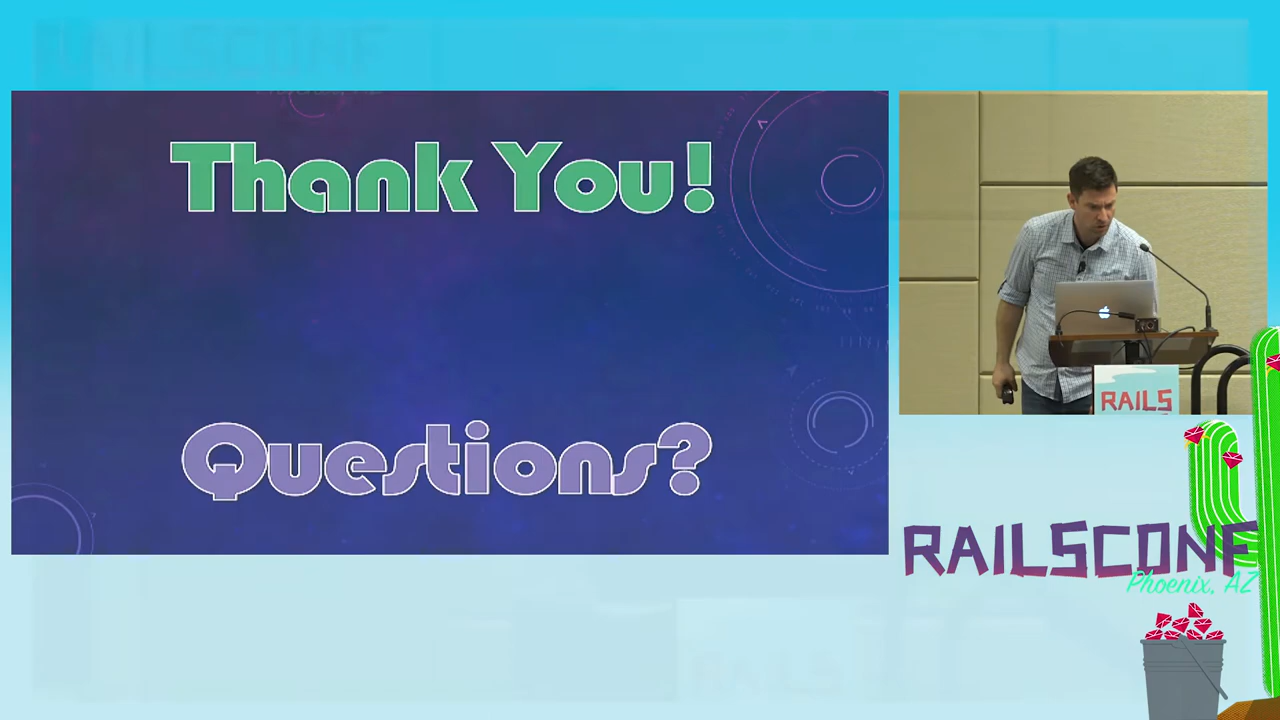 Thank You!
Questions?
RAILS
RAILSCONF
Phoenix, AZ